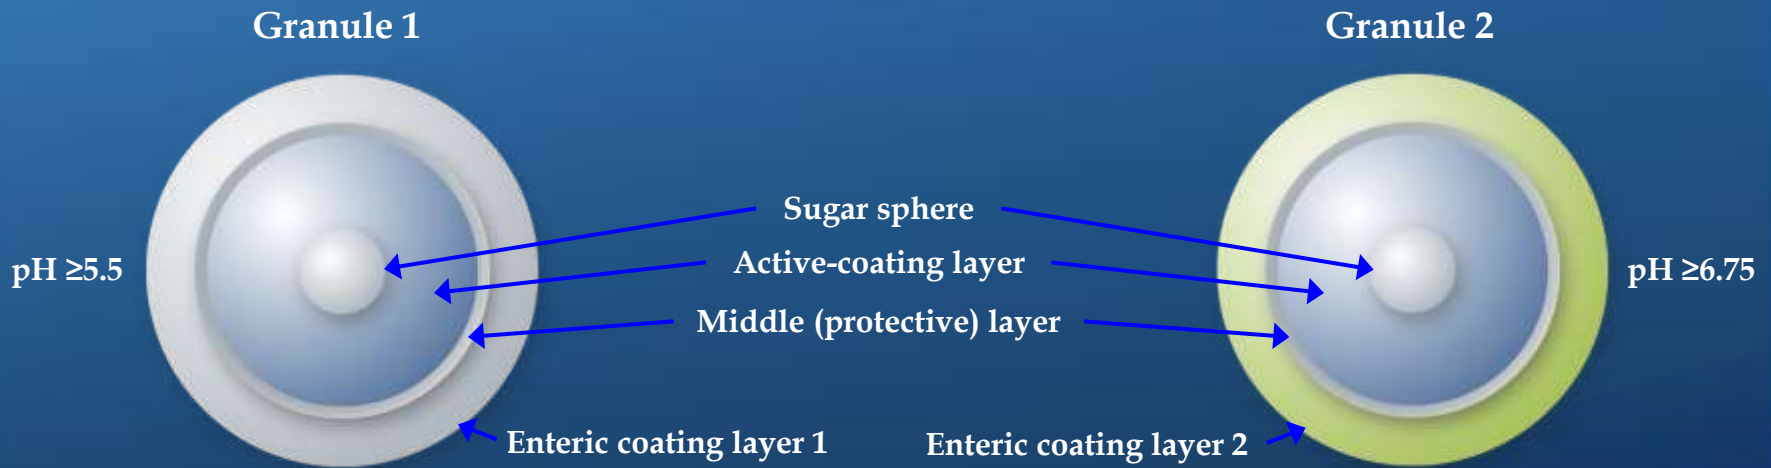 Granule 1
Granule 2
Sugar sphere
Active-coating layer
pH ≥5.5
pH ≥6.75
Middle (protective) layer
Enteric coating layer 1
Enteric coating layer 2